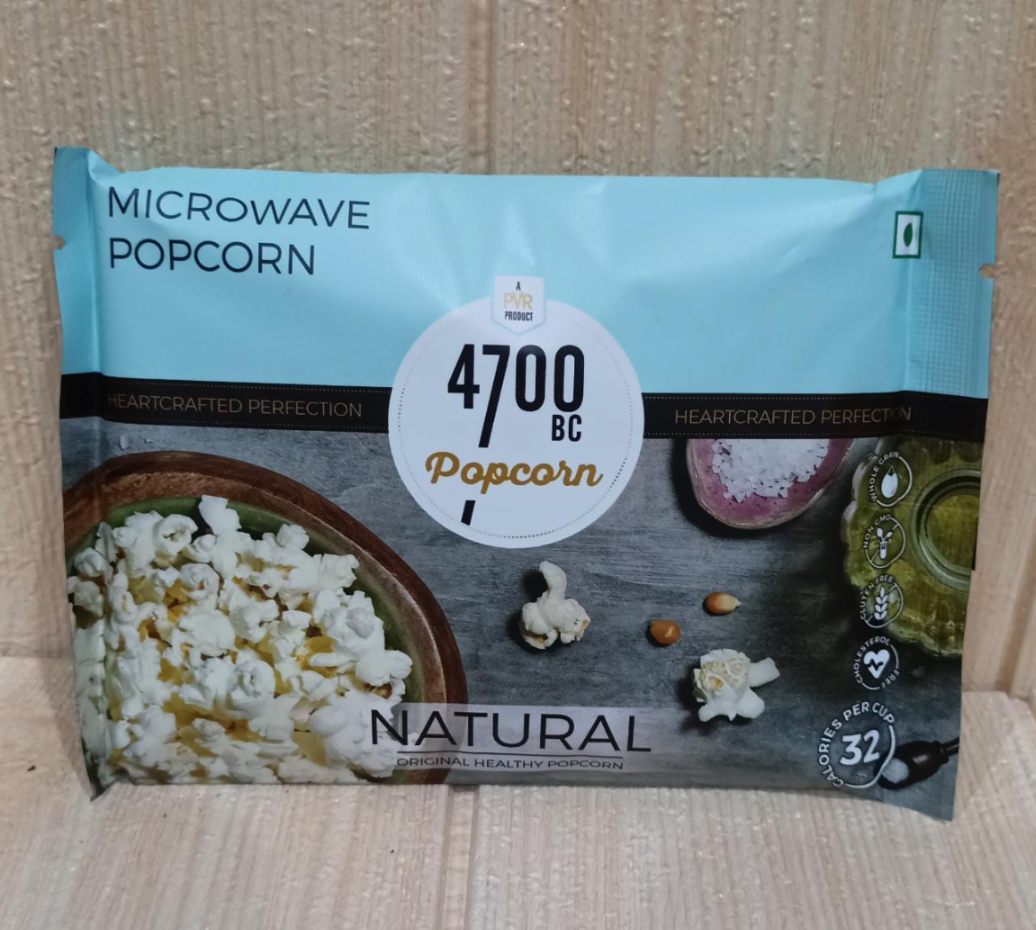 MICROWAVE
POPCORN
A
PVR
PRODUCT
4700
BC
Popcorn
HEARTCRAFTED PERFECTION
HEARTCRAFTED PERFECTION
WHOLE GRAIN
NON GMO
GLUTEN FREE
CHOLESTEROL FREE
CALORIES PER CUP
32
NATURAL
ORIGINAL HEALTHY POPCORN